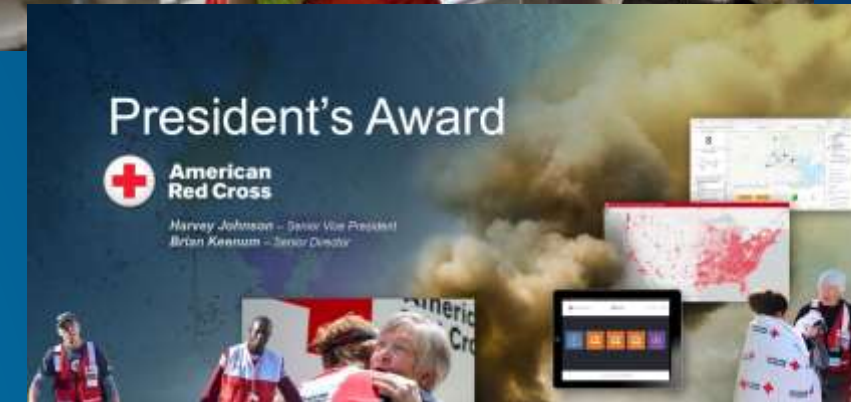 President's Award
American
Red Cross
Harvey Johnson – Senior Vice President
Brian Keenum – Senior Director